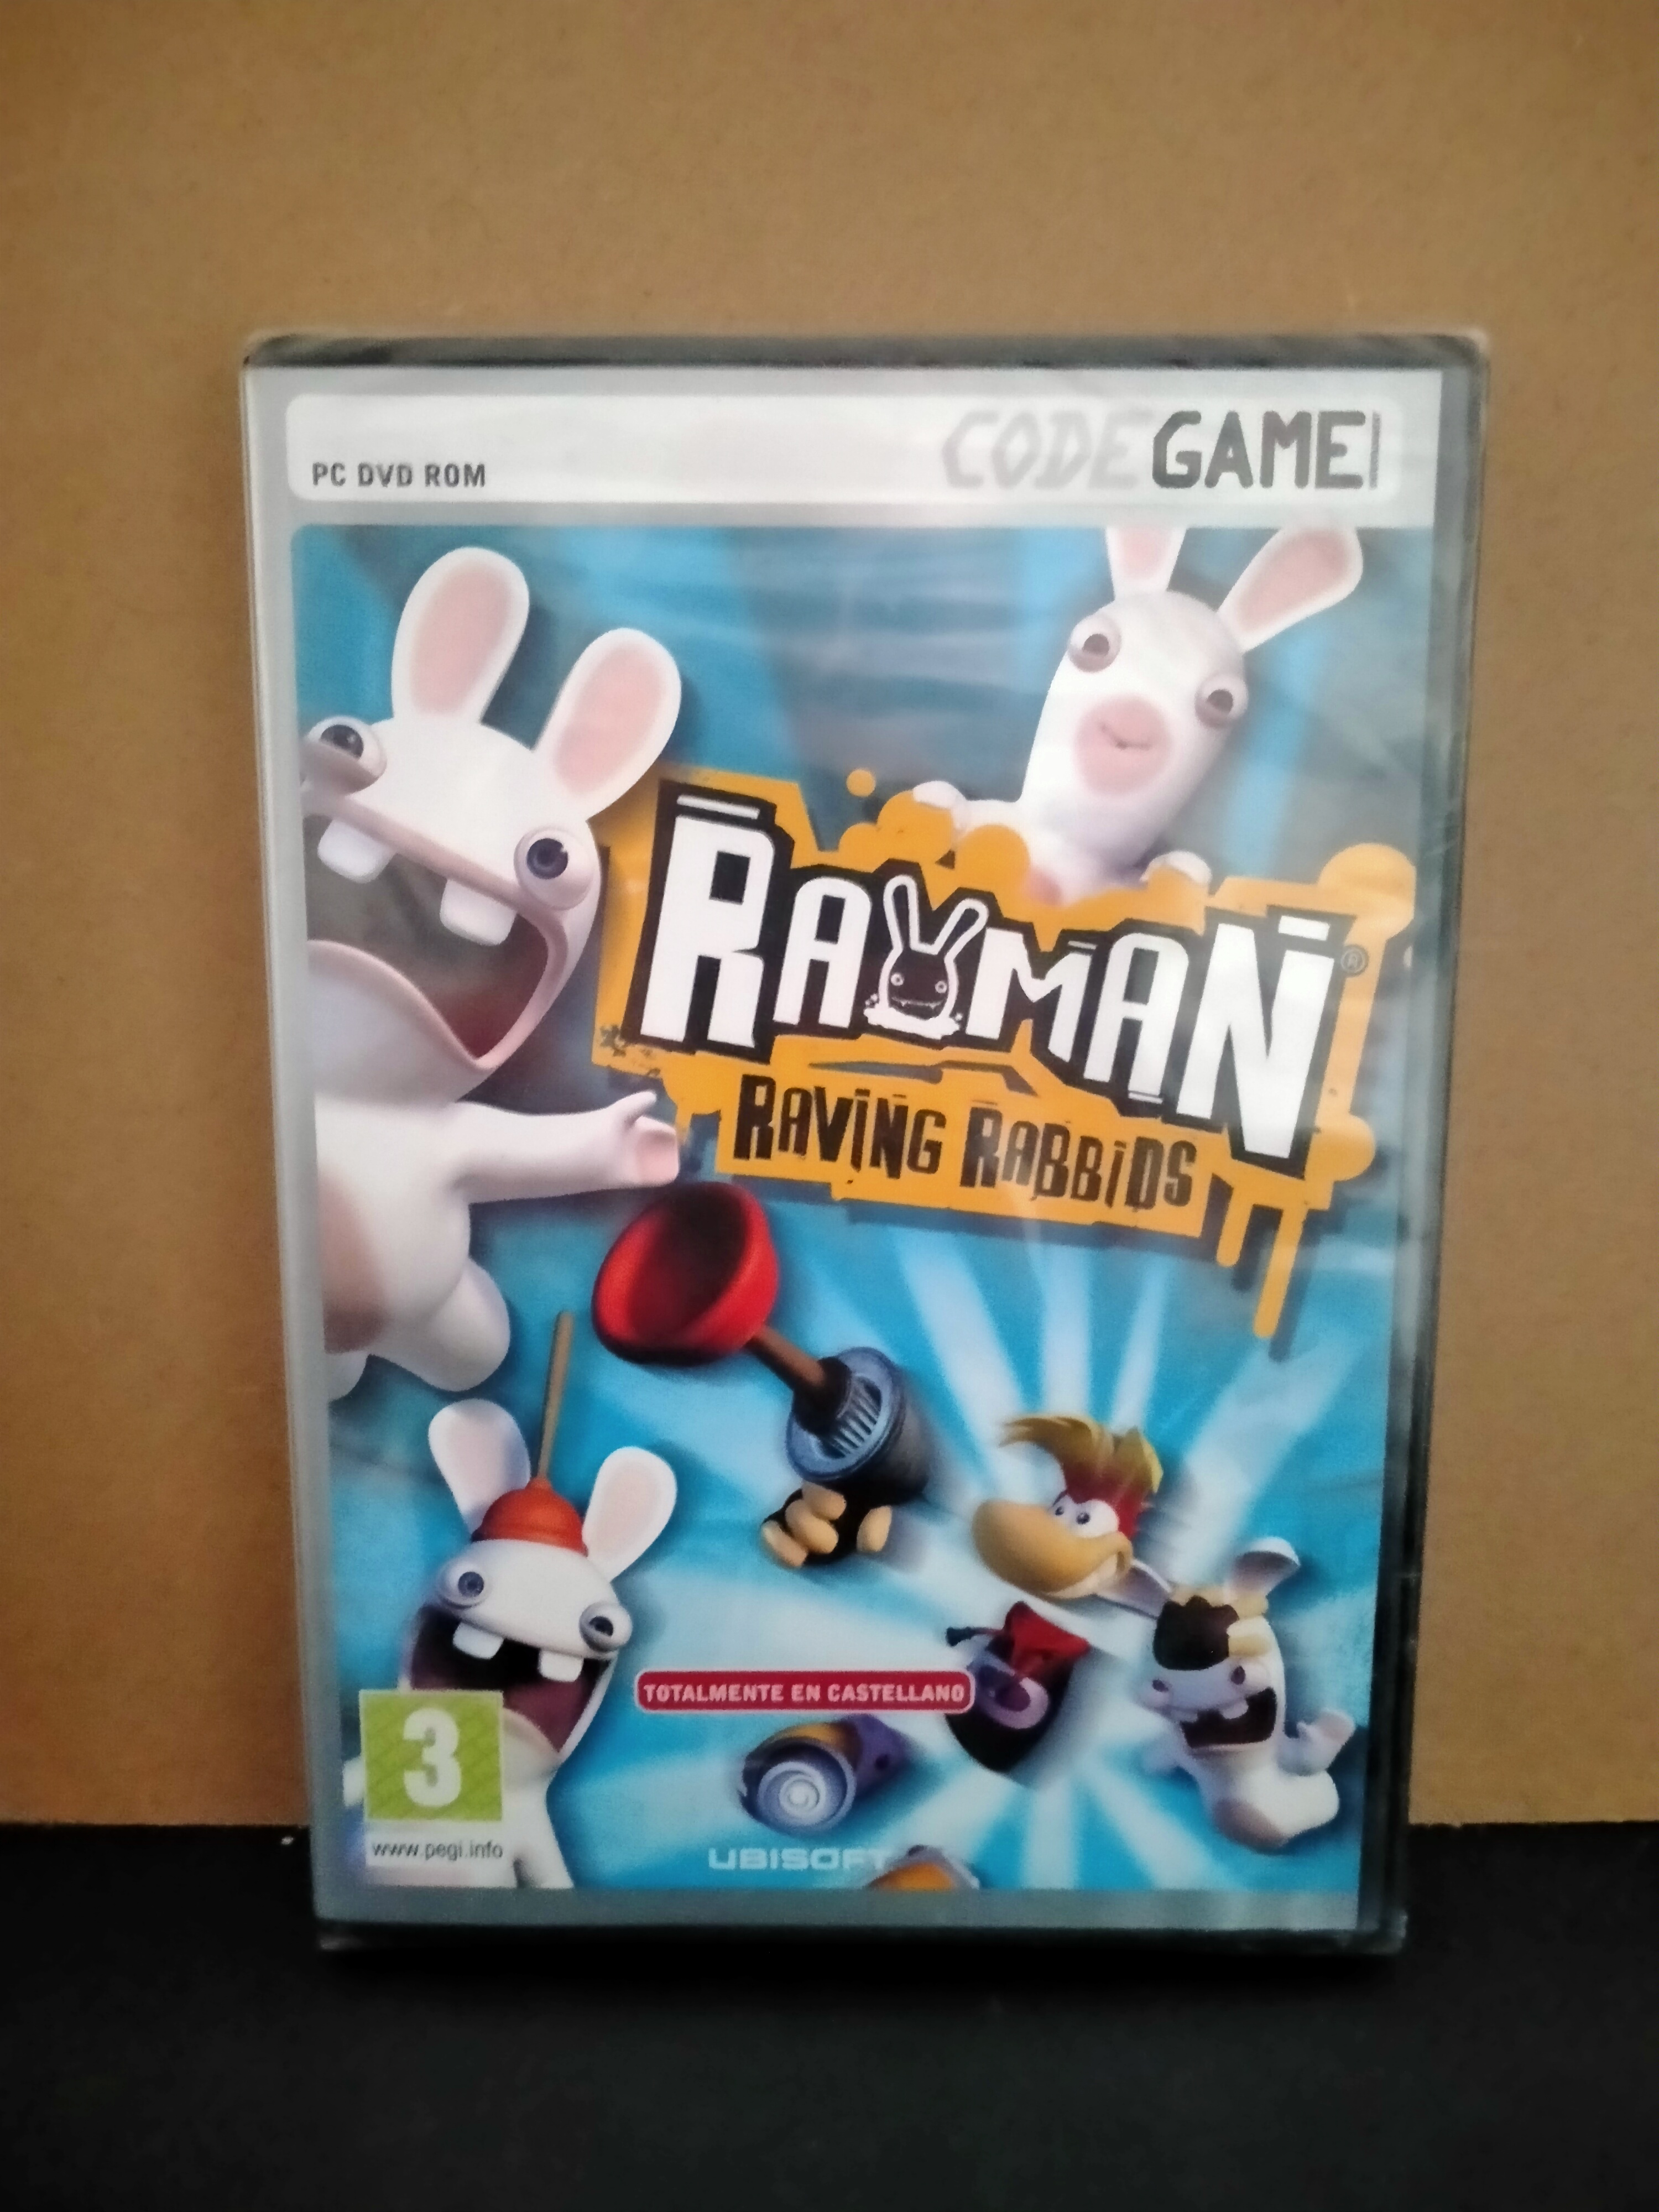 CODEGAME
PC DVD ROM
RAYMAN®
RAVING RABBIDS
TOTALMENTE EN CASTELLANO
3
www.pegi.info
UBISOFT